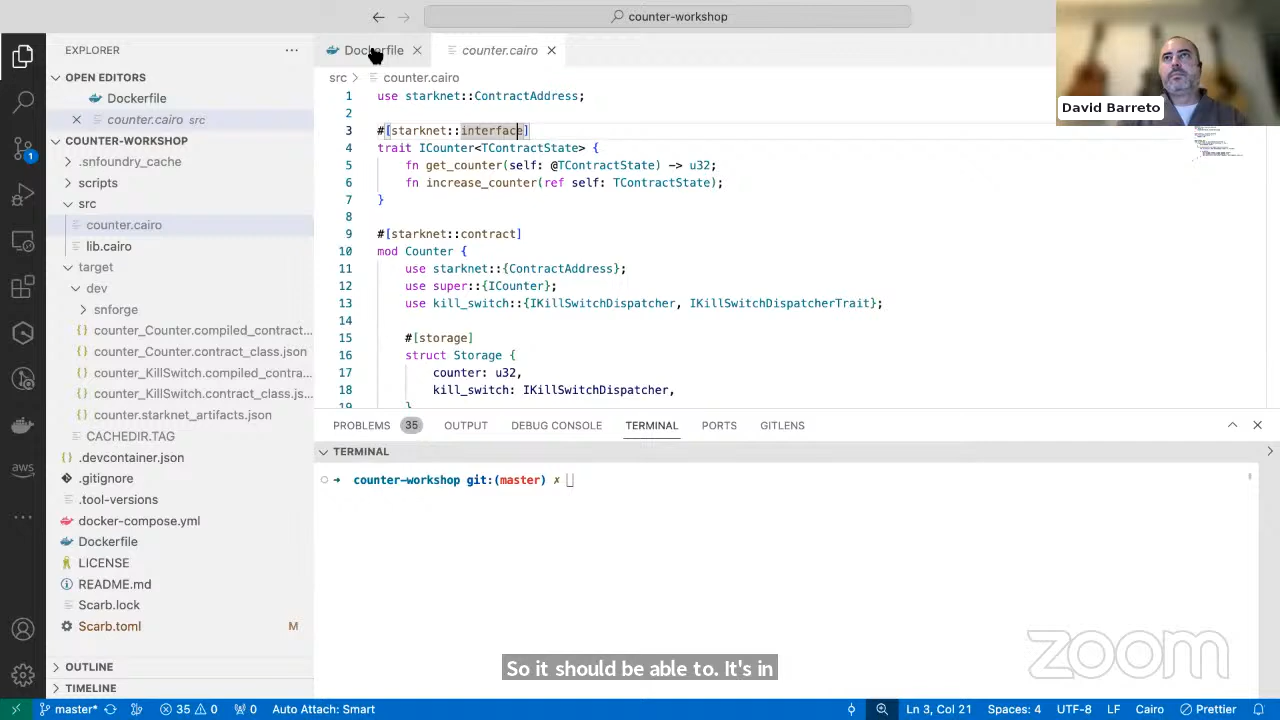 counter-workshop
EXPLORER
Dockerfile
counter.cairo
OPEN EDITORS
src
counter.cairo
Dockerfile
1 use starknet::ContractAddress;
David Barreto
counter.cairo src
2
COUNTER-WORKSHOP
3 #[starknet::interface]
.snfoundry_cache
4 trait ICounter<TContractState> {
scripts
5 fn get_counter(self: @TContractState) -> u32;
src
6 fn increase_counter(ref self: TContractState);
counter.cairo
7 }
lib.cairo
8
target
9 #[starknet::contract]
dev
10 mod Counter {
snforge
11 use starknet::{ContractAddress};
counter_Counter.compiled_contract...
12 use super::{ICounter};
counter_Counter.contract_class.json
13 use kill_switch::{IKillSwitchDispatcher, IKillSwitchDispatcherTrait};
counter_KillSwitch.compiled_contra...
14
counter_KillSwitch.contract_class.js...
15 #[storage]
counter.starknet_artifacts.json
16 struct Storage {
CACHEDIR.TAG
17 counter: u32,
.devcontainer.json
18 kill_switch: IKillSwitchDispatcher,
.gitignore
19 }
.tool-versions
PROBLEMS 35 OUTPUT DEBUG CONSOLE TERMINAL PORTS GITLENS
docker-compose.yml
TERMINAL
Dockerfile
counter-workshop git:(master) ✗
LICENSE
README.md
Scarb.lock
Scarb.toml M
OUTLINE
TIMELINE
1
aws
So it should be able to. It's in
zoom
master* 35 0 0 Auto Attach: Smart Ln 3, Col 21 Spaces: 4 UTF-8 LF Cairo Prettier